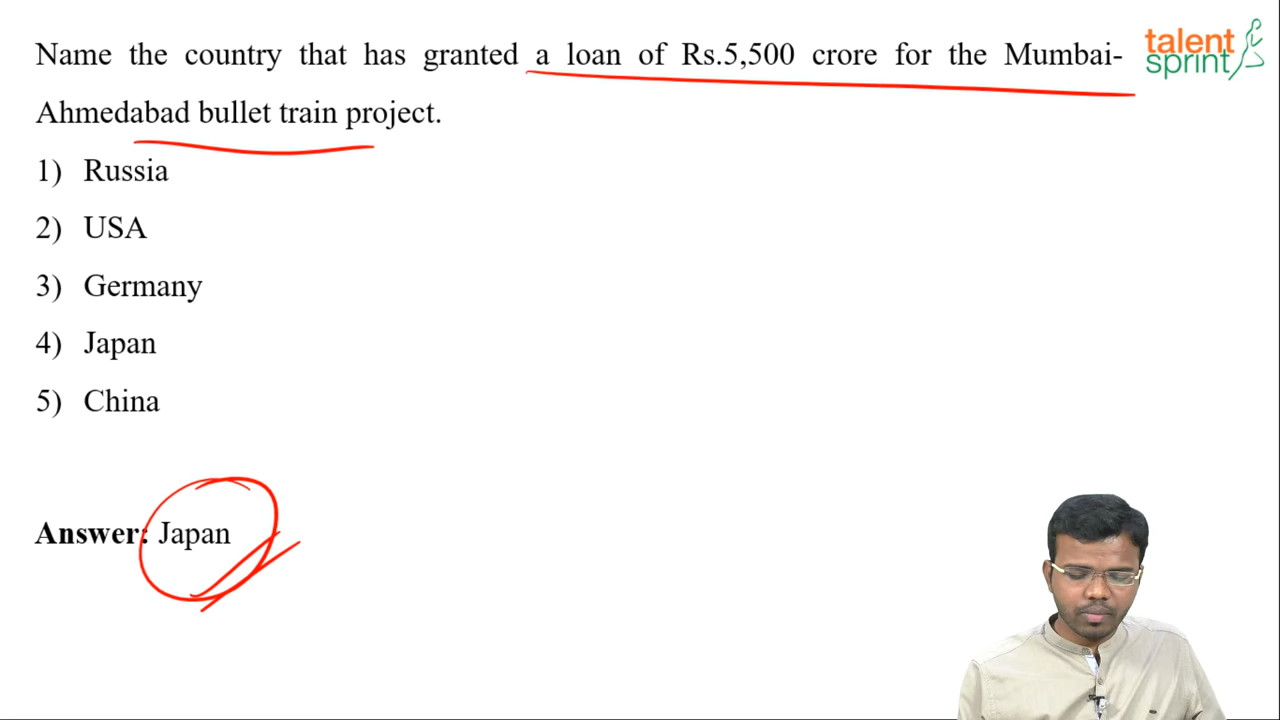 talent
sprint
Name the country that has granted a loan of Rs.5,500 crore for the Mumbai-
Ahmedabad bullet train project.
1) Russia
2) USA
3) Germany
4) Japan
5) China
Answer: Japan